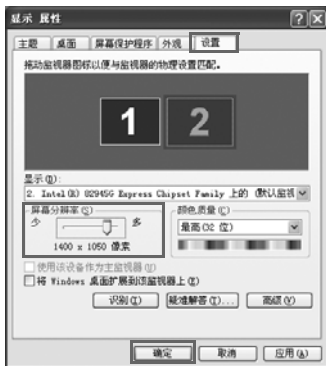 显示 属性
主题 桌面 屏幕保护程序 外观 设置
拖动监视器图标以便与监视器的物理设置匹配。
1 2
显示(D):
2. Intel(R) 82945G Express Chipset Family 上的 (默认监视
屏幕分辨率(S)
少 多
1400 x 1050 像素
颜色质量(C)
最高(32 位)
使用该设备作为主监视器(U)
将 Windows 桌面扩展到该监视器上(E)
识别(I) 疑难解答(T)... 高级(V)
确定 取消 应用(A)